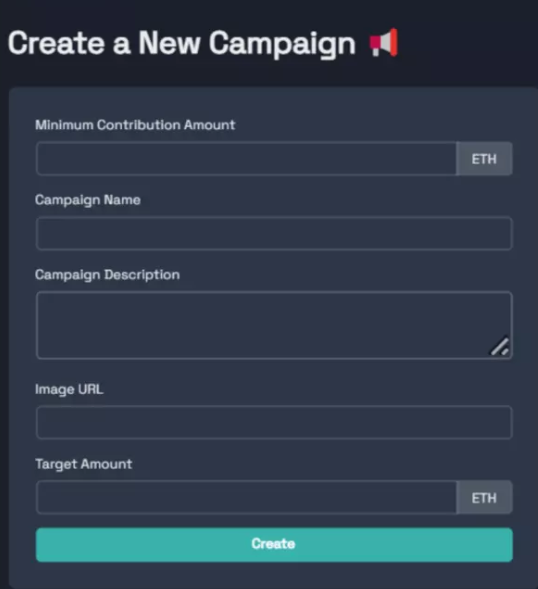 Create a New Campaign 📣
Minimum Contribution Amount
ETH
Campaign Name
Campaign Description
Image URL
Target Amount
ETH
Create